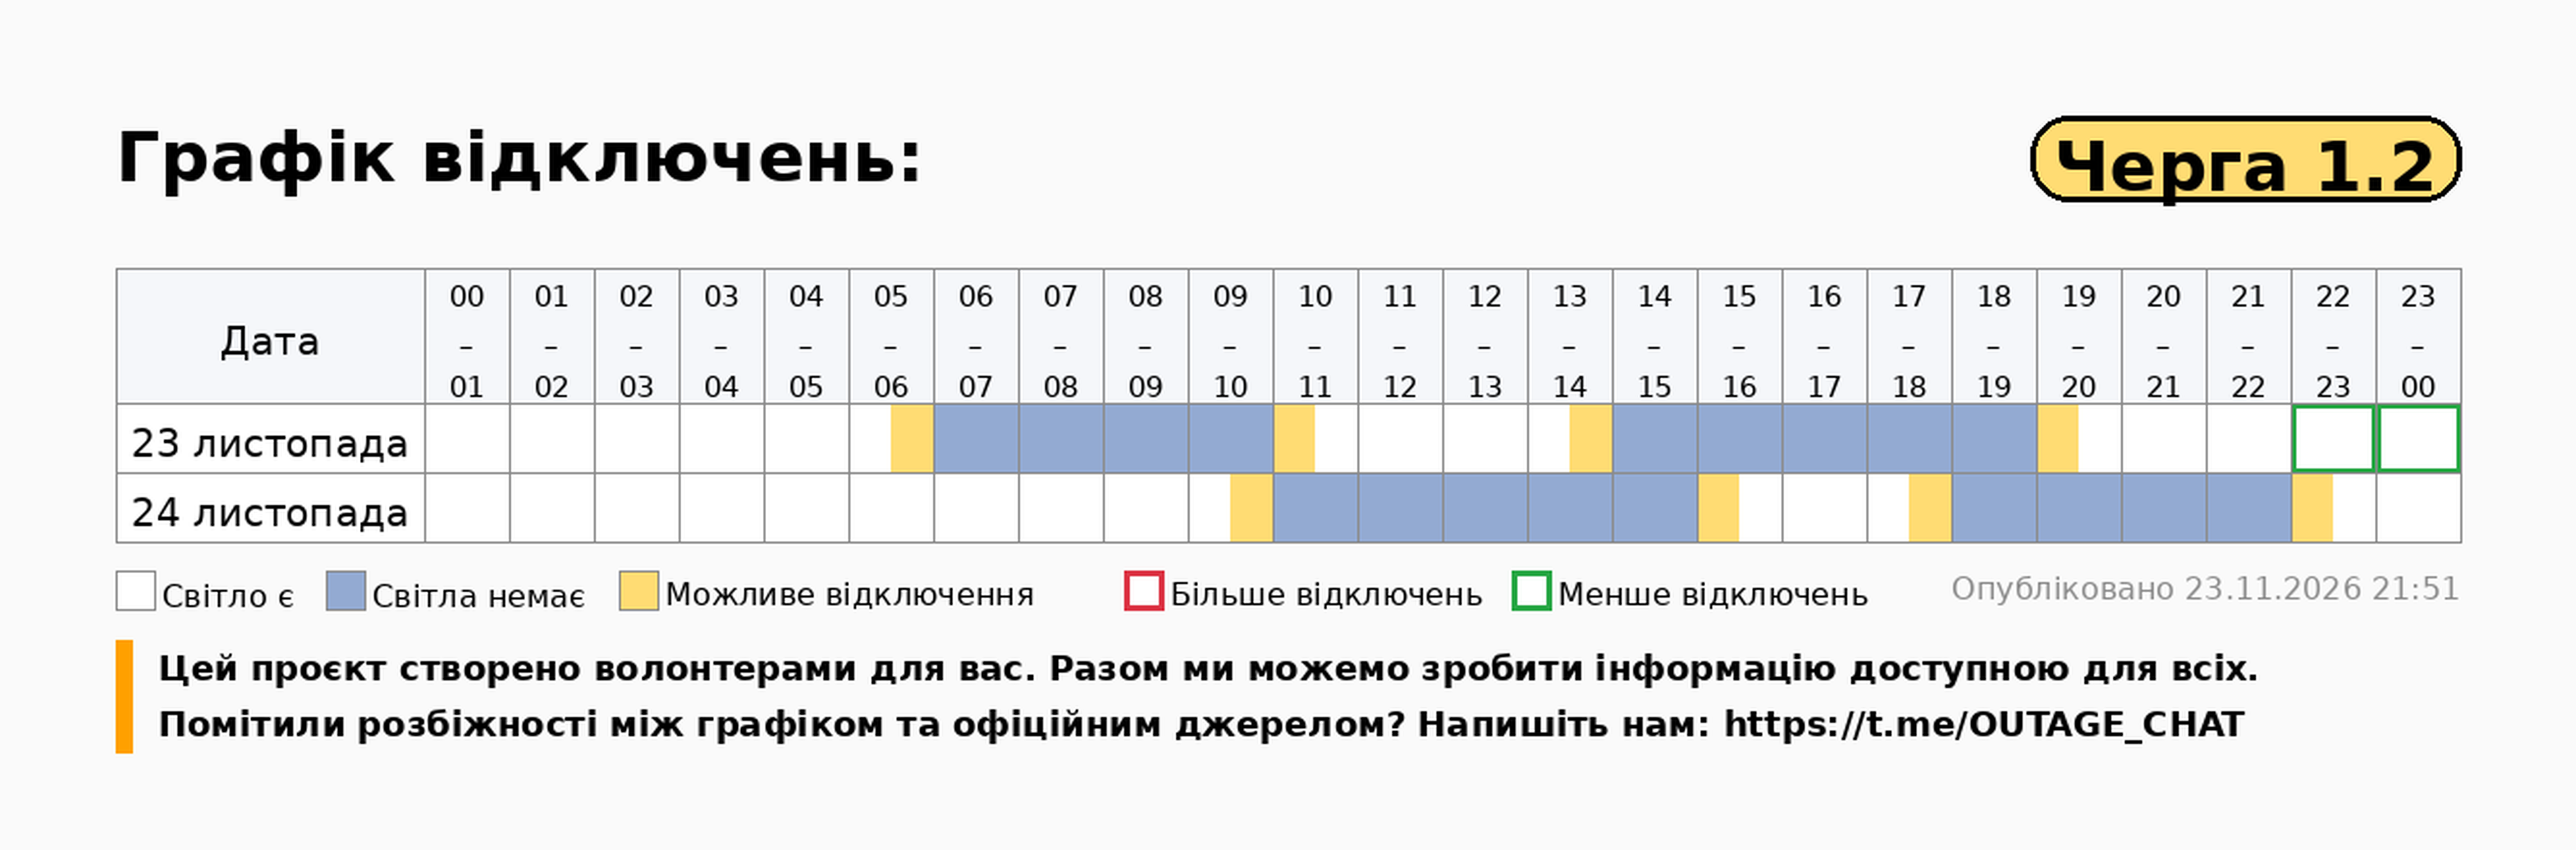 Графік відключень:
Черга 1.2
Дата
00 – 01
01 – 02
02 – 03
03 – 04
04 – 05
05 – 06
06 – 07
07 – 08
08 – 09
09 – 10
10 – 11
11 – 12
12 – 13
13 – 14
14 – 15
15 – 16
16 – 17
17 – 18
18 – 19
19 – 20
20 – 21
21 – 22
22 – 23
23 – 00
23 листопада
24 листопада
Світло є
Світла немає
Можливе відключення
Більше відключень
Менше відключень
Опубліковано 23.11.2026 21:51
Цей проєкт створено волонтерами для вас. Разом ми можемо зробити інформацію доступною для всіх.
Помітили розбіжності між графіком та офіційним джерелом? Напишіть нам: https://t.me/OUTAGE_CHAT